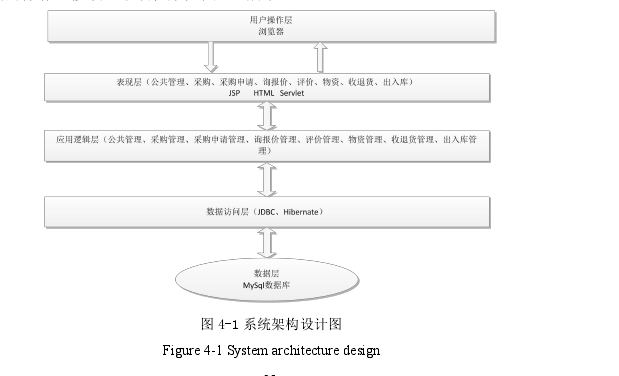 用户操作层
浏览器
表现层（公共管理、采购、采购申请、询报价、评价、物资、收退货、出入库）
JSP HTML Servlet
应用逻辑层（公共管理、采购管理、采购申请管理、询报价管理、评价管理、物资管理、收退货管理、出入库管
理）
数据访问层（JDBC、Hibernate）
数据层
MySql数据库
图 4-1 系统架构设计图
Figure 4-1 System architecture design